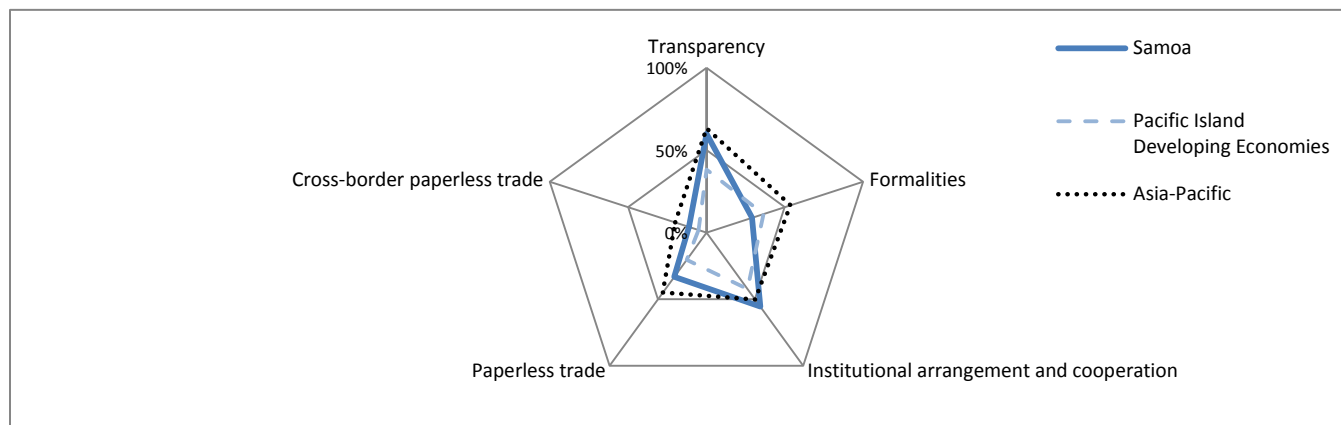 Transparency
100%
50%
0%
Formalities
Institutional arrangement and cooperation
Paperless trade
Cross-border paperless trade
Samoa
Pacific Island
Developing Economies
Asia-Pacific